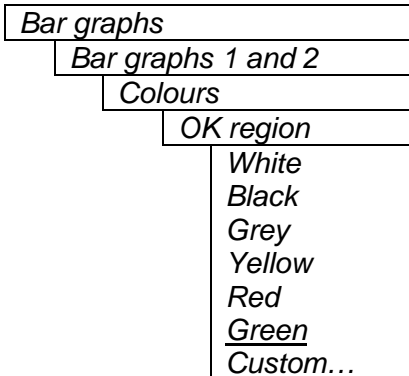 Bar graphs
Bar graphs 1 and 2
Colours
OK region
White
Black
Grey
Yellow
Red
Green
Custom…